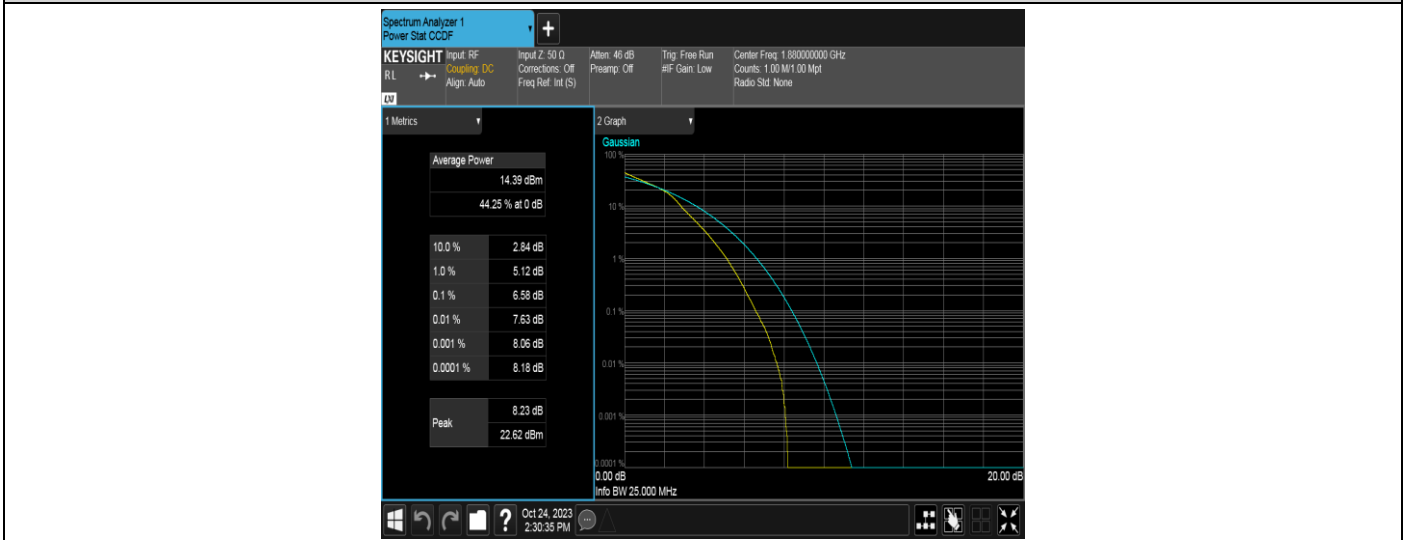 Spectrum Analyzer 1
Power Stat CCDF
+
KEYSIGHT
RL
LXI
Input: RF
Coupling: DC
Align: Auto
Input Z: 50 Ω
Corrections: Off
Freq Ref: Int (S)
Atten: 46 dB
Preamp: Off
Trig: Free Run
#IF Gain: Low
Center Freq: 1.880000000 GHz
Counts: 1.00 M/1.00 Mpt
Radio Std: None
1 Metrics
Average Power
14.39 dBm
44.25 % at 0 dB
10.0 % 2.84 dB
1.0 % 5.12 dB
0.1 % 6.58 dB
0.01 % 7.63 dB
0.001 % 8.06 dB
0.0001 % 8.18 dB
Peak
8.23 dB
22.62 dBm
2 Graph
Gaussian
100 %
10 %
1 %
0.1 %
0.01 %
0.001 %
0.0001 %
0.00 dB 20.00 dB
Info BW 25.000 MHz
?
Oct 24, 2023
2:30:35 PM